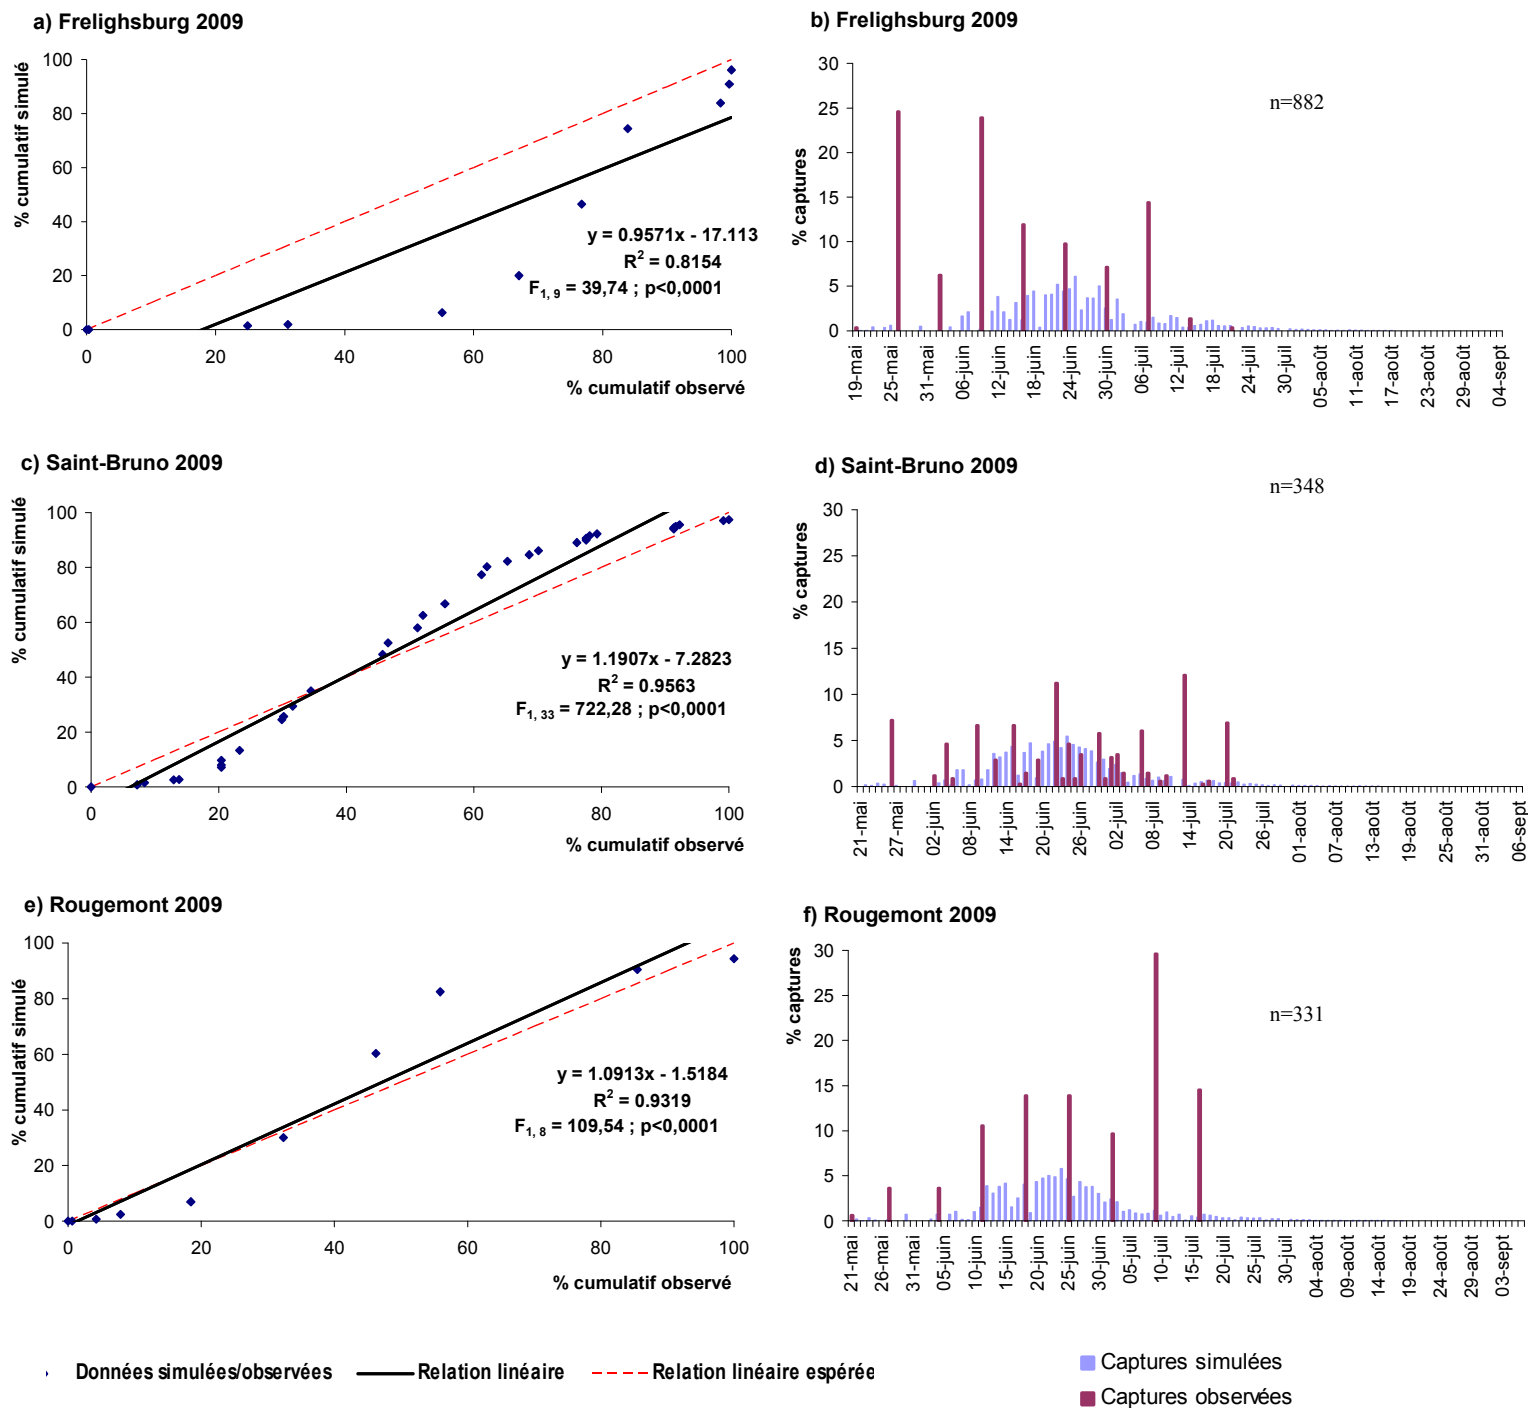 a) Frelighsburg 2009
% cumulatif simulé
100
80
60
40
20
0
0 20 40 60 80 100
% cumulatif observé
y = 0.9571x - 17.113
R² = 0.8154
F1, 9 = 39,74 ; p<0,0001
b) Frelighsburg 2009
n=882
% captures
30
25
20
15
10
5
0
19-mai 25-mai 31-mai 06-juin 12-juin 18-juin 24-juin 30-juin 06-juil 12-juil 18-juil 24-juil 30-juil 05-août 11-août 17-août 23-août 29-août 04-sept
c) Saint-Bruno 2009
% cumulatif simulé
100
80
60
40
20
0
0 20 40 60 80 100
% cumulatif observé
y = 1.1907x - 7.2823
R² = 0.9563
F1, 33 = 722,28 ; p<0,0001
d) Saint-Bruno 2009
n=348
% captures
30
25
20
15
10
5
0
21-mai 27-mai 02-juin 08-juin 14-juin 20-juin 26-juin 02-juil 08-juil 14-juil 20-juil 26-juil 01-août 07-août 13-août 19-août 25-août 31-août 06-sept
e) Rougemont 2009
% cumulatif simulé
100
80
60
40
20
0
0 20 40 60 80 100
% cumulatif observé
y = 1.0913x - 1.5184
R² = 0.9319
F1, 8 = 109,54 ; p<0,0001
f) Rougemont 2009
n=331
% captures
30
25
20
15
10
5
0
21-mai 26-mai 31-mai 05-juin 10-juin 15-juin 20-juin 25-juin 30-juin 05-juil 10-juil 15-juil 20-juil 25-juil 30-juil 04-août 09-août 14-août 19-août 24-août 29-août 03-sept
Données simulées/observées Relation linéaire Relation linéaire espérée
Captures simulées
Captures observées